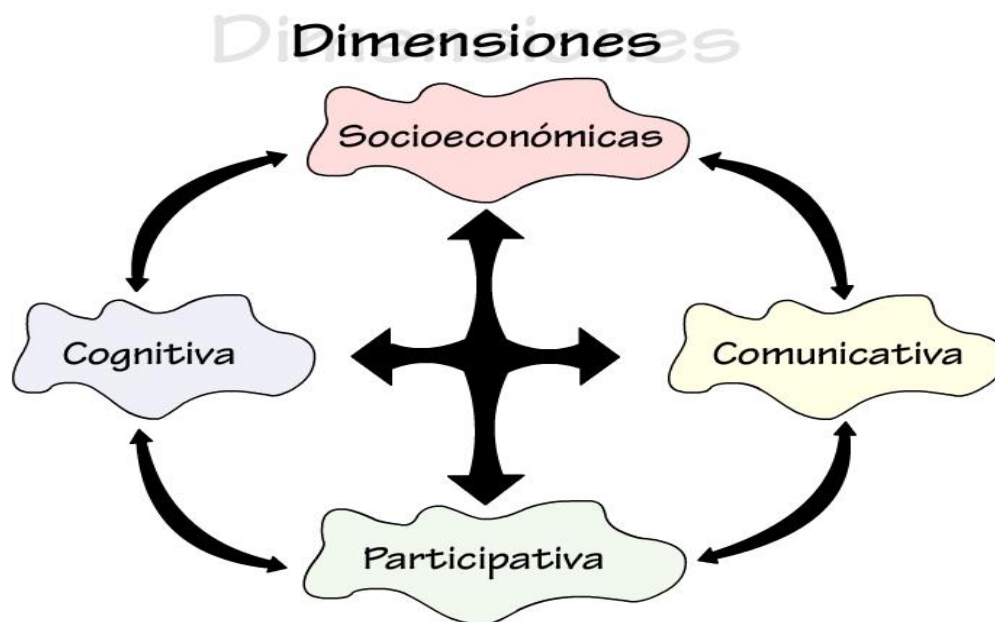 Dimensiones
Socioeconómicas
Cognitiva
Comunicativa
Participativa